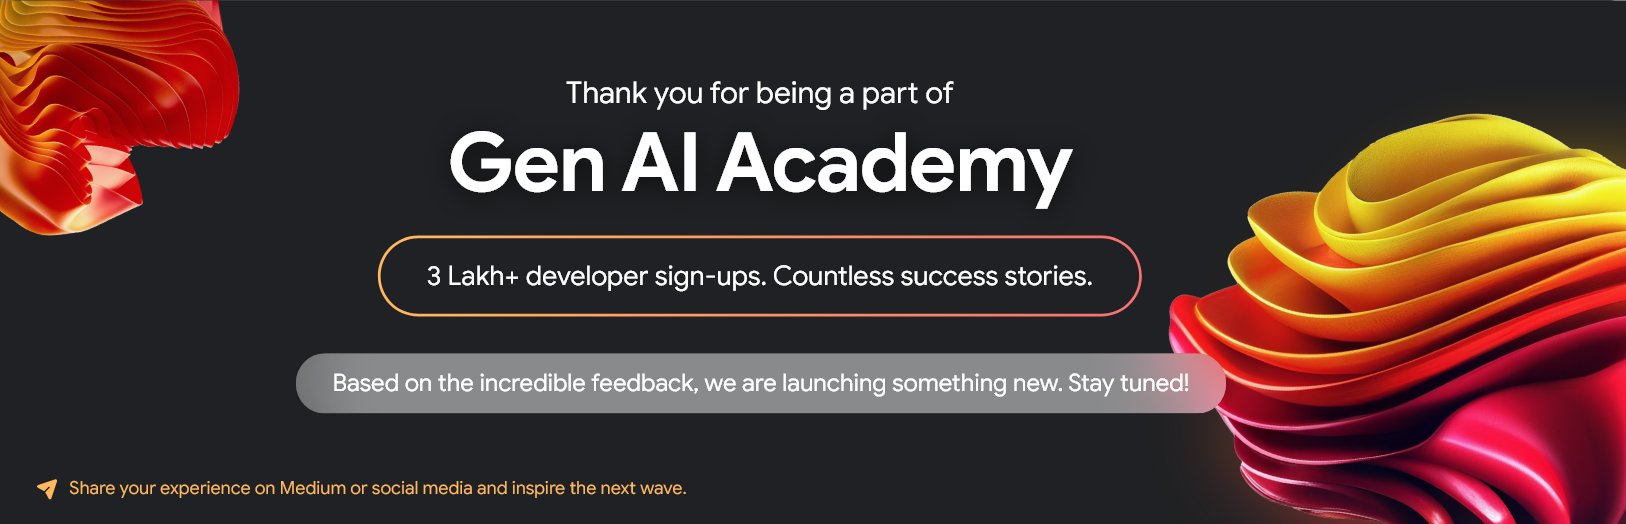 Thank you for being a part of
Gen AI Academy
3 Lakh+ developer sign-ups. Countless success stories.
Based on the incredible feedback, we are launching something new. Stay tuned!
Share your experience on Medium or social media and inspire the next wave.